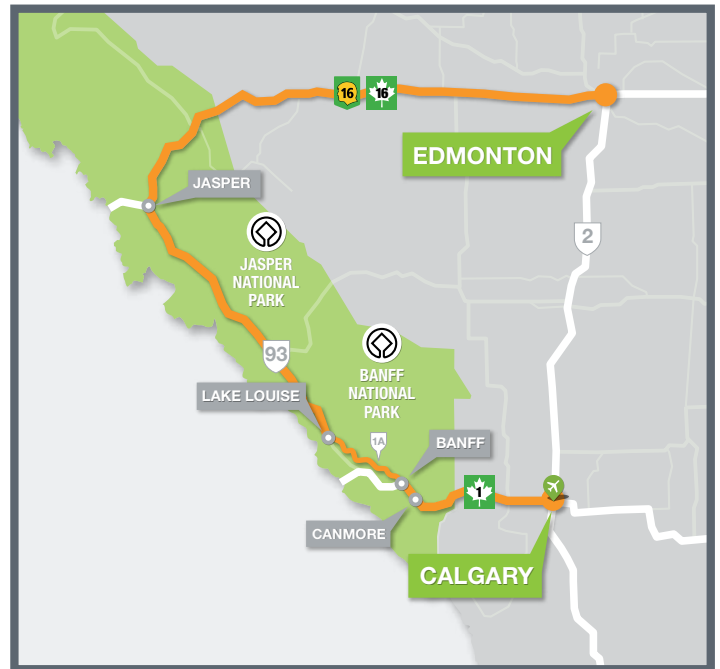 16
16
EDMONTON
JASPER
2
JASPER
NATIONAL
PARK
93
BANFF
NATIONAL
PARK
LAKE LOUISE
1A
BANFF
1
CANMORE
CALGARY